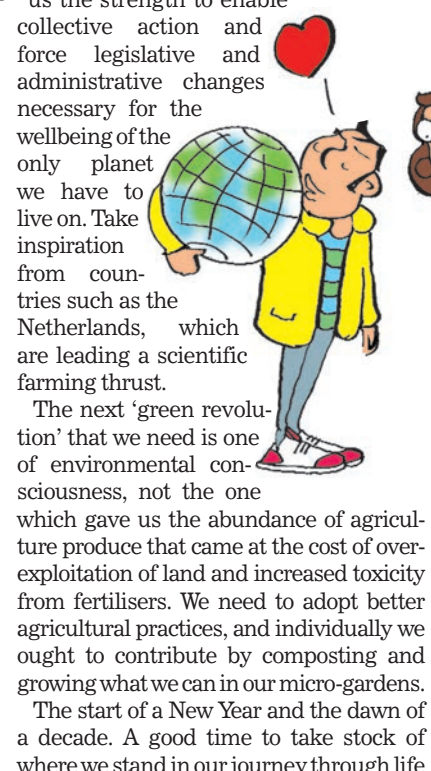 us the strength to enable
collective action and
force legislative and
administrative changes
necessary for the
wellbeing of the
only planet
we have to
live on. Take
inspiration
from coun-
tries such as the
Netherlands, which
are leading a scientific
farming thrust.
The next ‘green revolu-
tion’ that we need is one
of environmental con-
sciousness, not the one
which gave us the abundance of agricul-
ture produce that came at the cost of over-
exploitation of land and increased toxicity
from fertilisers. We need to adopt better
agricultural practices, and individually we
ought to contribute by composting and
growing what we can in our micro-gardens.
The start of a New Year and the dawn of
a decade. A good time to take stock of
where we stand in our journey through life